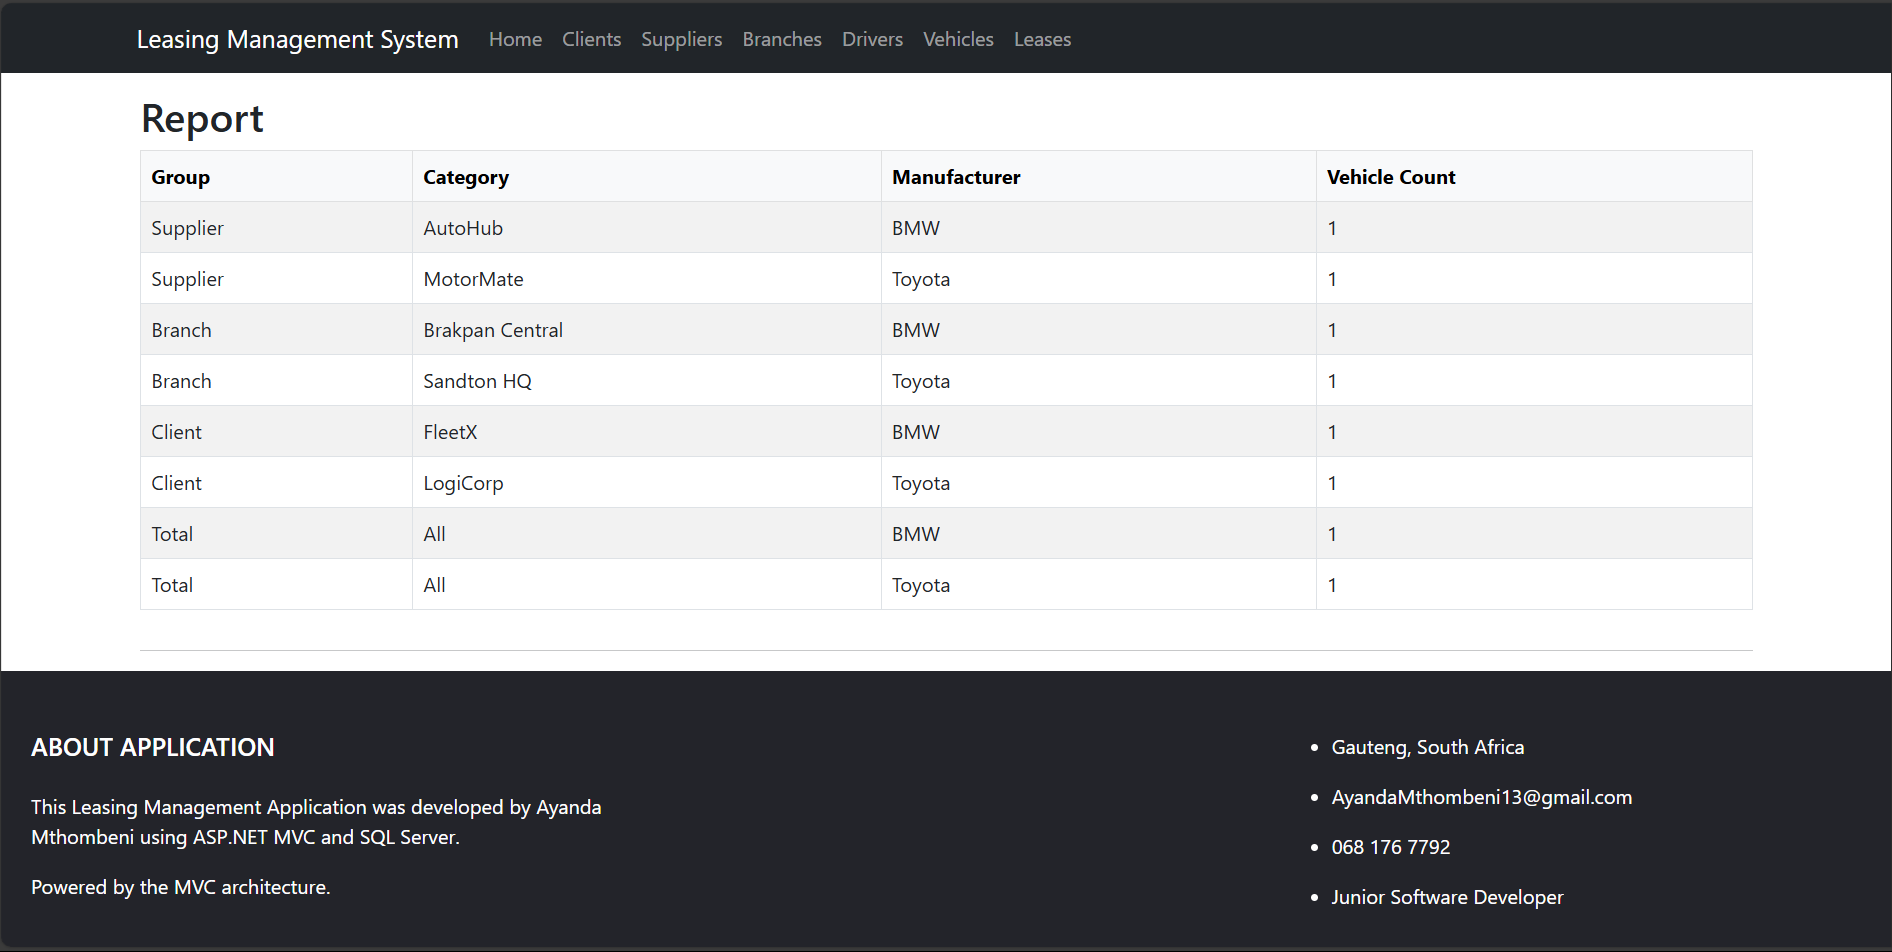 Leasing Management System Home Clients Suppliers Branches Drivers Vehicles Leases
Report
Group Category Manufacturer Vehicle Count
Supplier AutoHub BMW 1
Supplier MotorMate Toyota 1
Branch Brakpan Central BMW 1
Branch Sandton HQ Toyota 1
Client FleetX BMW 1
Client LogiCorp Toyota 1
Total All BMW 1
Total All Toyota 1
ABOUT APPLICATION
This Leasing Management Application was developed by Ayanda
Mthombeni using ASP.NET MVC and SQL Server.
Powered by the MVC architecture.
• Gauteng, South Africa
• AyandaMthombeni13@gmail.com
• 068 176 7792
• Junior Software Developer